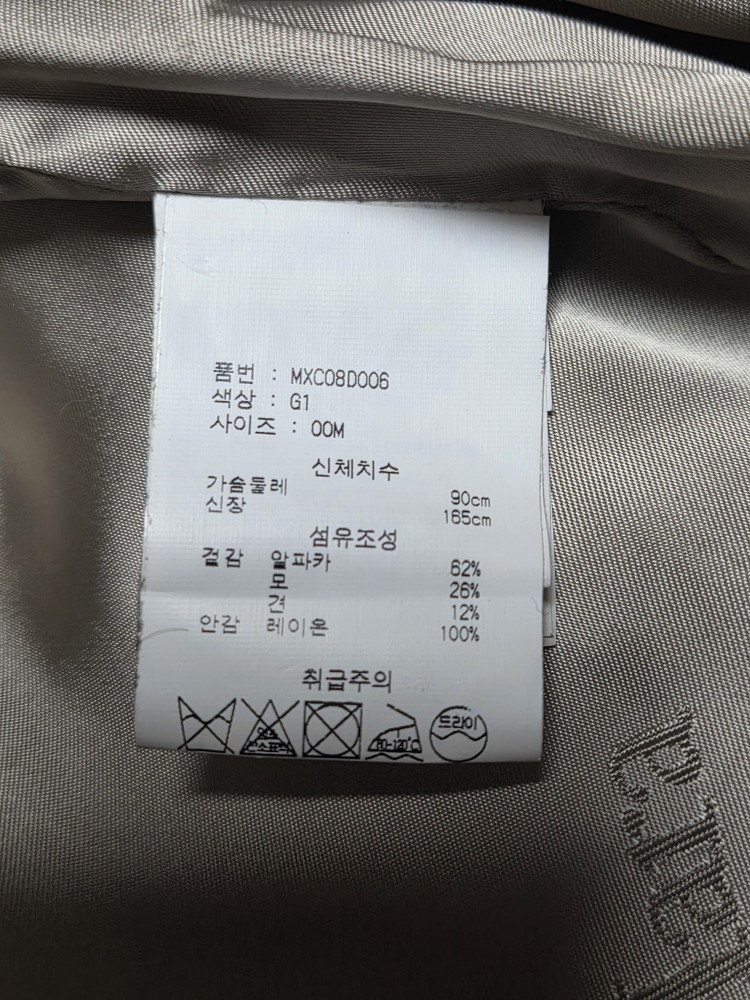 품번 : MXC08D006
색상 : G1
사이즈 : 00M
신체치수
가슴둘레 90cm
신장 165cm
섬유조성
겉감 알파카 62%
모 26%
견 12%
안감 레이온 100%
취급주의
80-120℃
드라이